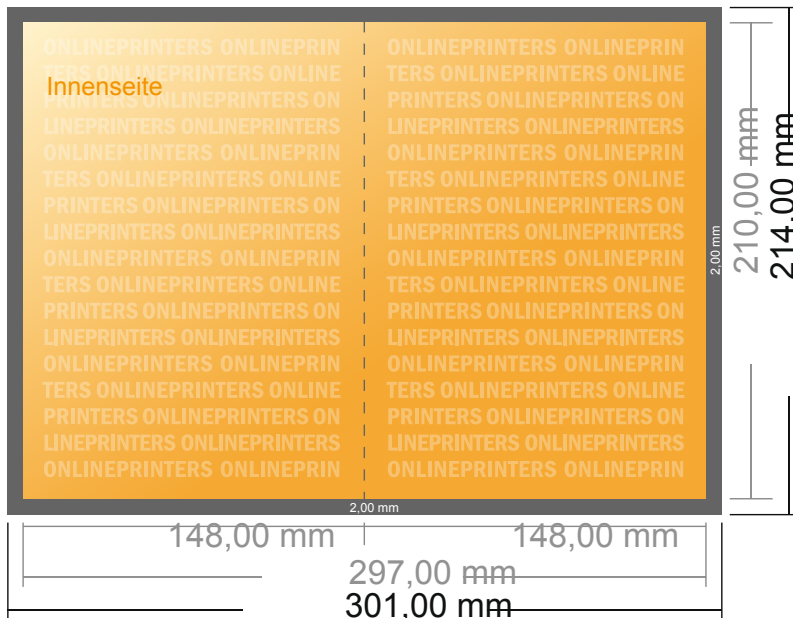 ONLINEPRINTERS ONLINEPRIN
TERS ONLINEPRINTERS ONLINE
Innenseite
PRINTERS ONLINEPRINTERS ON
LINEPRINTERS ONLINEPRINTERS
ONLINEPRINTERS ONLINEPRIN
TERS ONLINEPRINTERS ONLINE
PRINTERS ONLINEPRINTERS ON
LINEPRINTERS ONLINEPRINTERS
ONLINEPRINTERS ONLINEPRIN
TERS ONLINEPRINTERS ONLINE
PRINTERS ONLINEPRINTERS ON
LINEPRINTERS ONLINEPRINTERS
ONLINEPRINTERS ONLINEPRIN
TERS ONLINEPRINTERS ONLINE
PRINTERS ONLINEPRINTERS ON
LINEPRINTERS ONLINEPRINTERS
ONLINEPRINTERS ONLINEPRIN
ONLINEPRINTERS ONLINEPRIN
TERS ONLINEPRINTERS ONLINE
PRINTERS ONLINEPRINTERS ON
LINEPRINTERS ONLINEPRINTERS
ONLINEPRINTERS ONLINEPRIN
TERS ONLINEPRINTERS ONLINE
PRINTERS ONLINEPRINTERS ON
LINEPRINTERS ONLINEPRINTERS
ONLINEPRINTERS ONLINEPRIN
TERS ONLINEPRINTERS ONLINE
PRINTERS ONLINEPRINTERS ON
LINEPRINTERS ONLINEPRINTERS
ONLINEPRINTERS ONLINEPRIN
TERS ONLINEPRINTERS ONLINE
PRINTERS ONLINEPRINTERS ON
LINEPRINTERS ONLINEPRINTERS
ONLINEPRINTERS ONLINEPRIN
2,00 mm
210,00 mm
214,00 mm
2,00 mm
148,00 mm
148,00 mm
297,00 mm
301,00 mm